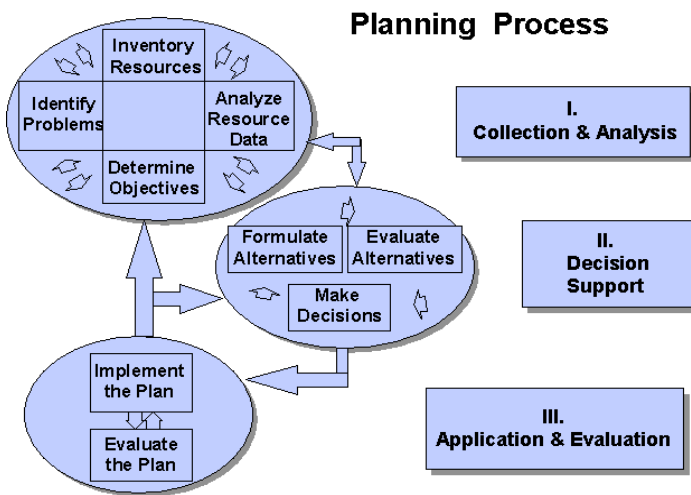 Planning Process
Inventory
Resources
Identify
Problems
Analyze
Resource
Data
Determine
Objectives
I.
Collection & Analysis
Formulate
Alternatives
Evaluate
Alternatives
Make
Decisions
II.
Decision
Support
Implement
the Plan
Evaluate
the Plan
III.
Application & Evaluation